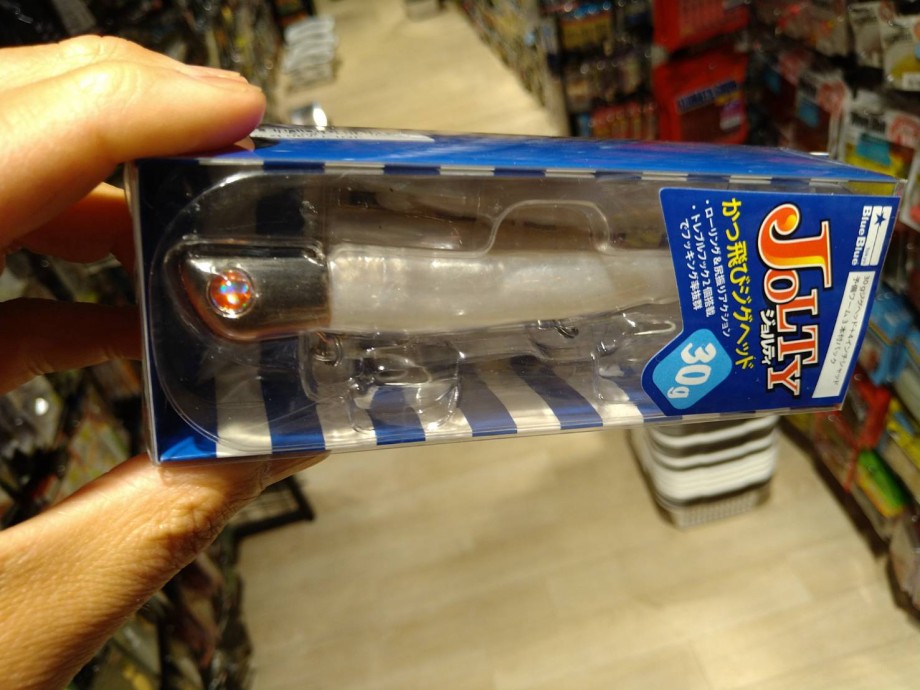 BlueBlue
JOLTY
ジョルティ
かっ飛びジグヘッド
・ローリング&尻振りアクション
・トレブルフック2個搭載
でフッキング率抜群
30g